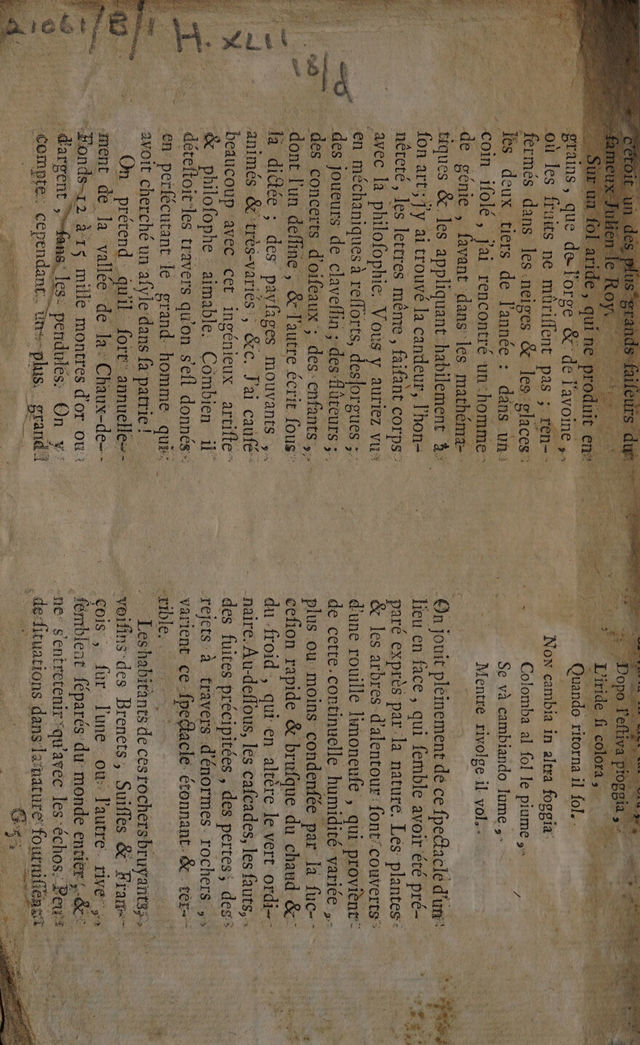 21061/B/1 H. XLII
18/d
c'étoit un des plus grands faiseurs du
fameux Julien le Roy.
Sur un sol aride, qui ne produit en
grains, que de l'orge & de l'avoine,
où les fruits ne mûrissent pas; ren-
fermés dans les neiges & les glaces
les deux tiers de l'année: dans un
coin isolé, j'ai rencontré un homme
de génie, savant dans les mathéma-
tiques & les appliquant habilement à
son art; j'y ai trouvé la candeur, l'hon-
nêteté, les lettres même, faisant corps
avec la philosophie. Vous y auriez vu
en méchaniques à ressorts, des orgues;
des joueurs de clavessin; des flûteurs;
des concerts d'oiseaux; des enfants,
dont l'un dessine, & l'autre écrit sous
la dictée; des paysages mouvants,
animés & très-variés, &c. J'ai causé
beaucoup avec cet ingénieux artiste
& philosophe aimable. Combien il
détestoit les travers qu'on s'est donnés
en persécutant le grand homme qui
avoit cherché un asyle dans sa patrie!
On prétend qu'il sort annuelle-
ment de la vallée de la Chaux-de-
Fonds 12 à 15 mille montres d'or ou
d'argent, sans les pendules. On y
compte cependant un plus grand
Dopo l'estiva pioggia,
L'iride si colora,
Quando ritorna il sol.
Non cambia in altra foggia
Colomba al sol le piume,
Se và cambiando lume,
Mentre rivolge il vol.
On jouit pleinement de ce spectacle d'un
lieu en face, qui semble avoir été pré-
paré exprès par la nature. Les plantes
& les arbres d'alentour sont couverts
d'une rouille limoneuse, qui provient
de cette continuelle humidité variée,
plus ou moins condensée par la suc-
cession rapide & brusque du chaud &
du froid, qui en altère le vert ordi-
naire. Au-dessous, les cascades, les sauts,
des fuites précipitées, des pertes, des
rejets à travers d'énormes rochers,
varient ce spectacle étonnant & ter-
rible.
Les habitants de ces rochers bruyants,
voisins des Brenets, Suisses & Fran-
çois, sur l'une ou l'autre rive,
semblent séparés du monde entier, &
ne s'entretenir qu'avec les échos. Peu
de situations dans la nature fournissent
G 5